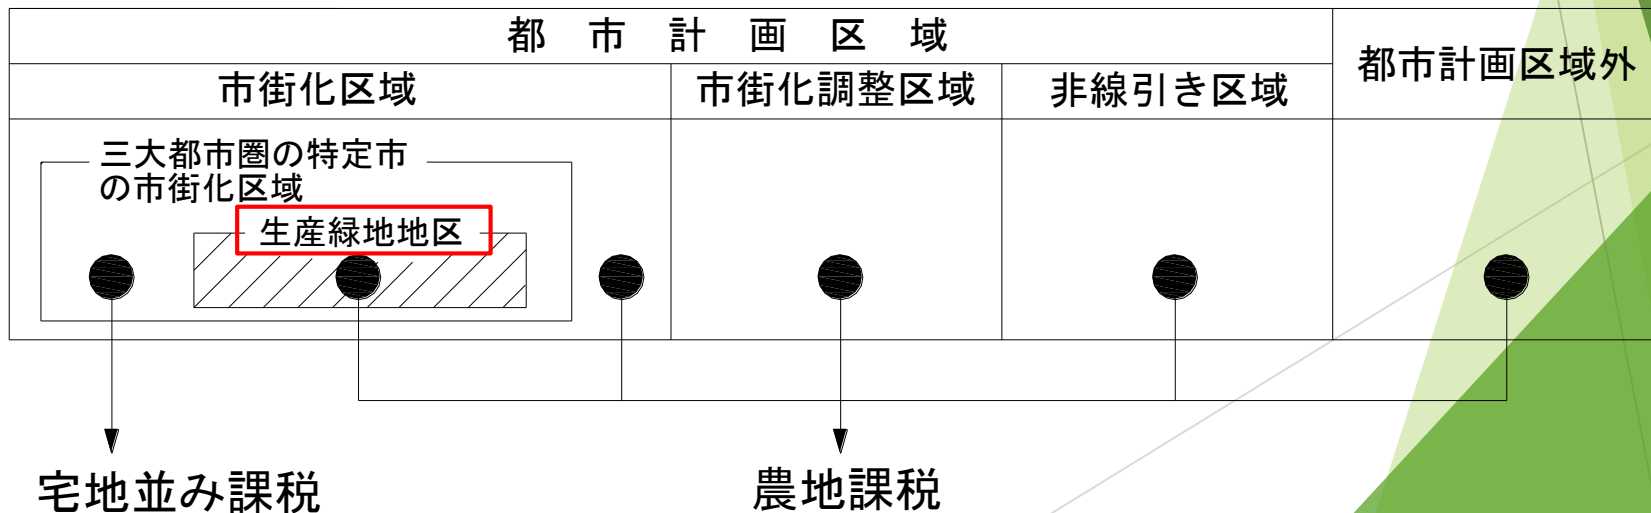 都市計画区域
都市計画区域外
市街化区域
市街化調整区域
非線引き区域
三大都市圏の特定市
の市街化区域
生産緑地地区
宅地並み課税
農地課税